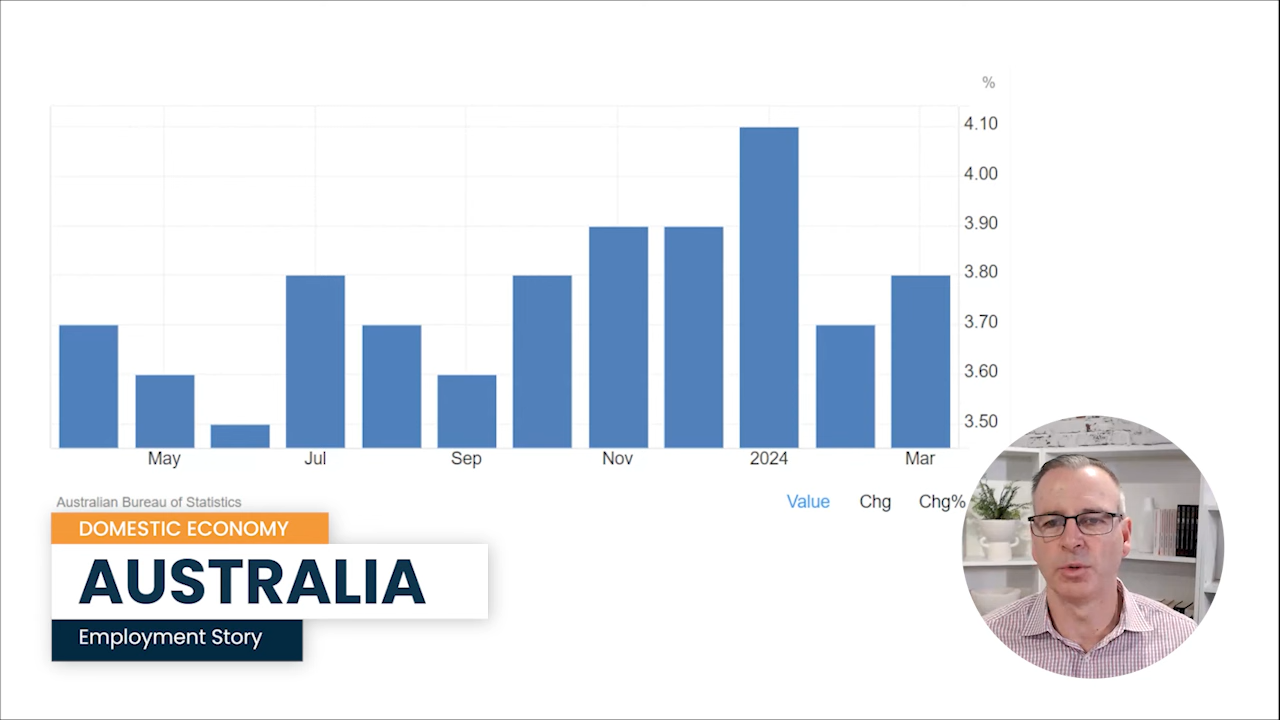 %
4.10
4.00
3.90
3.80
3.70
3.60
3.50
May Jul Sep Nov 2024 Mar
Australian Bureau of Statistics
Value Chg Chg%
DOMESTIC ECONOMY
AUSTRALIA
Employment Story